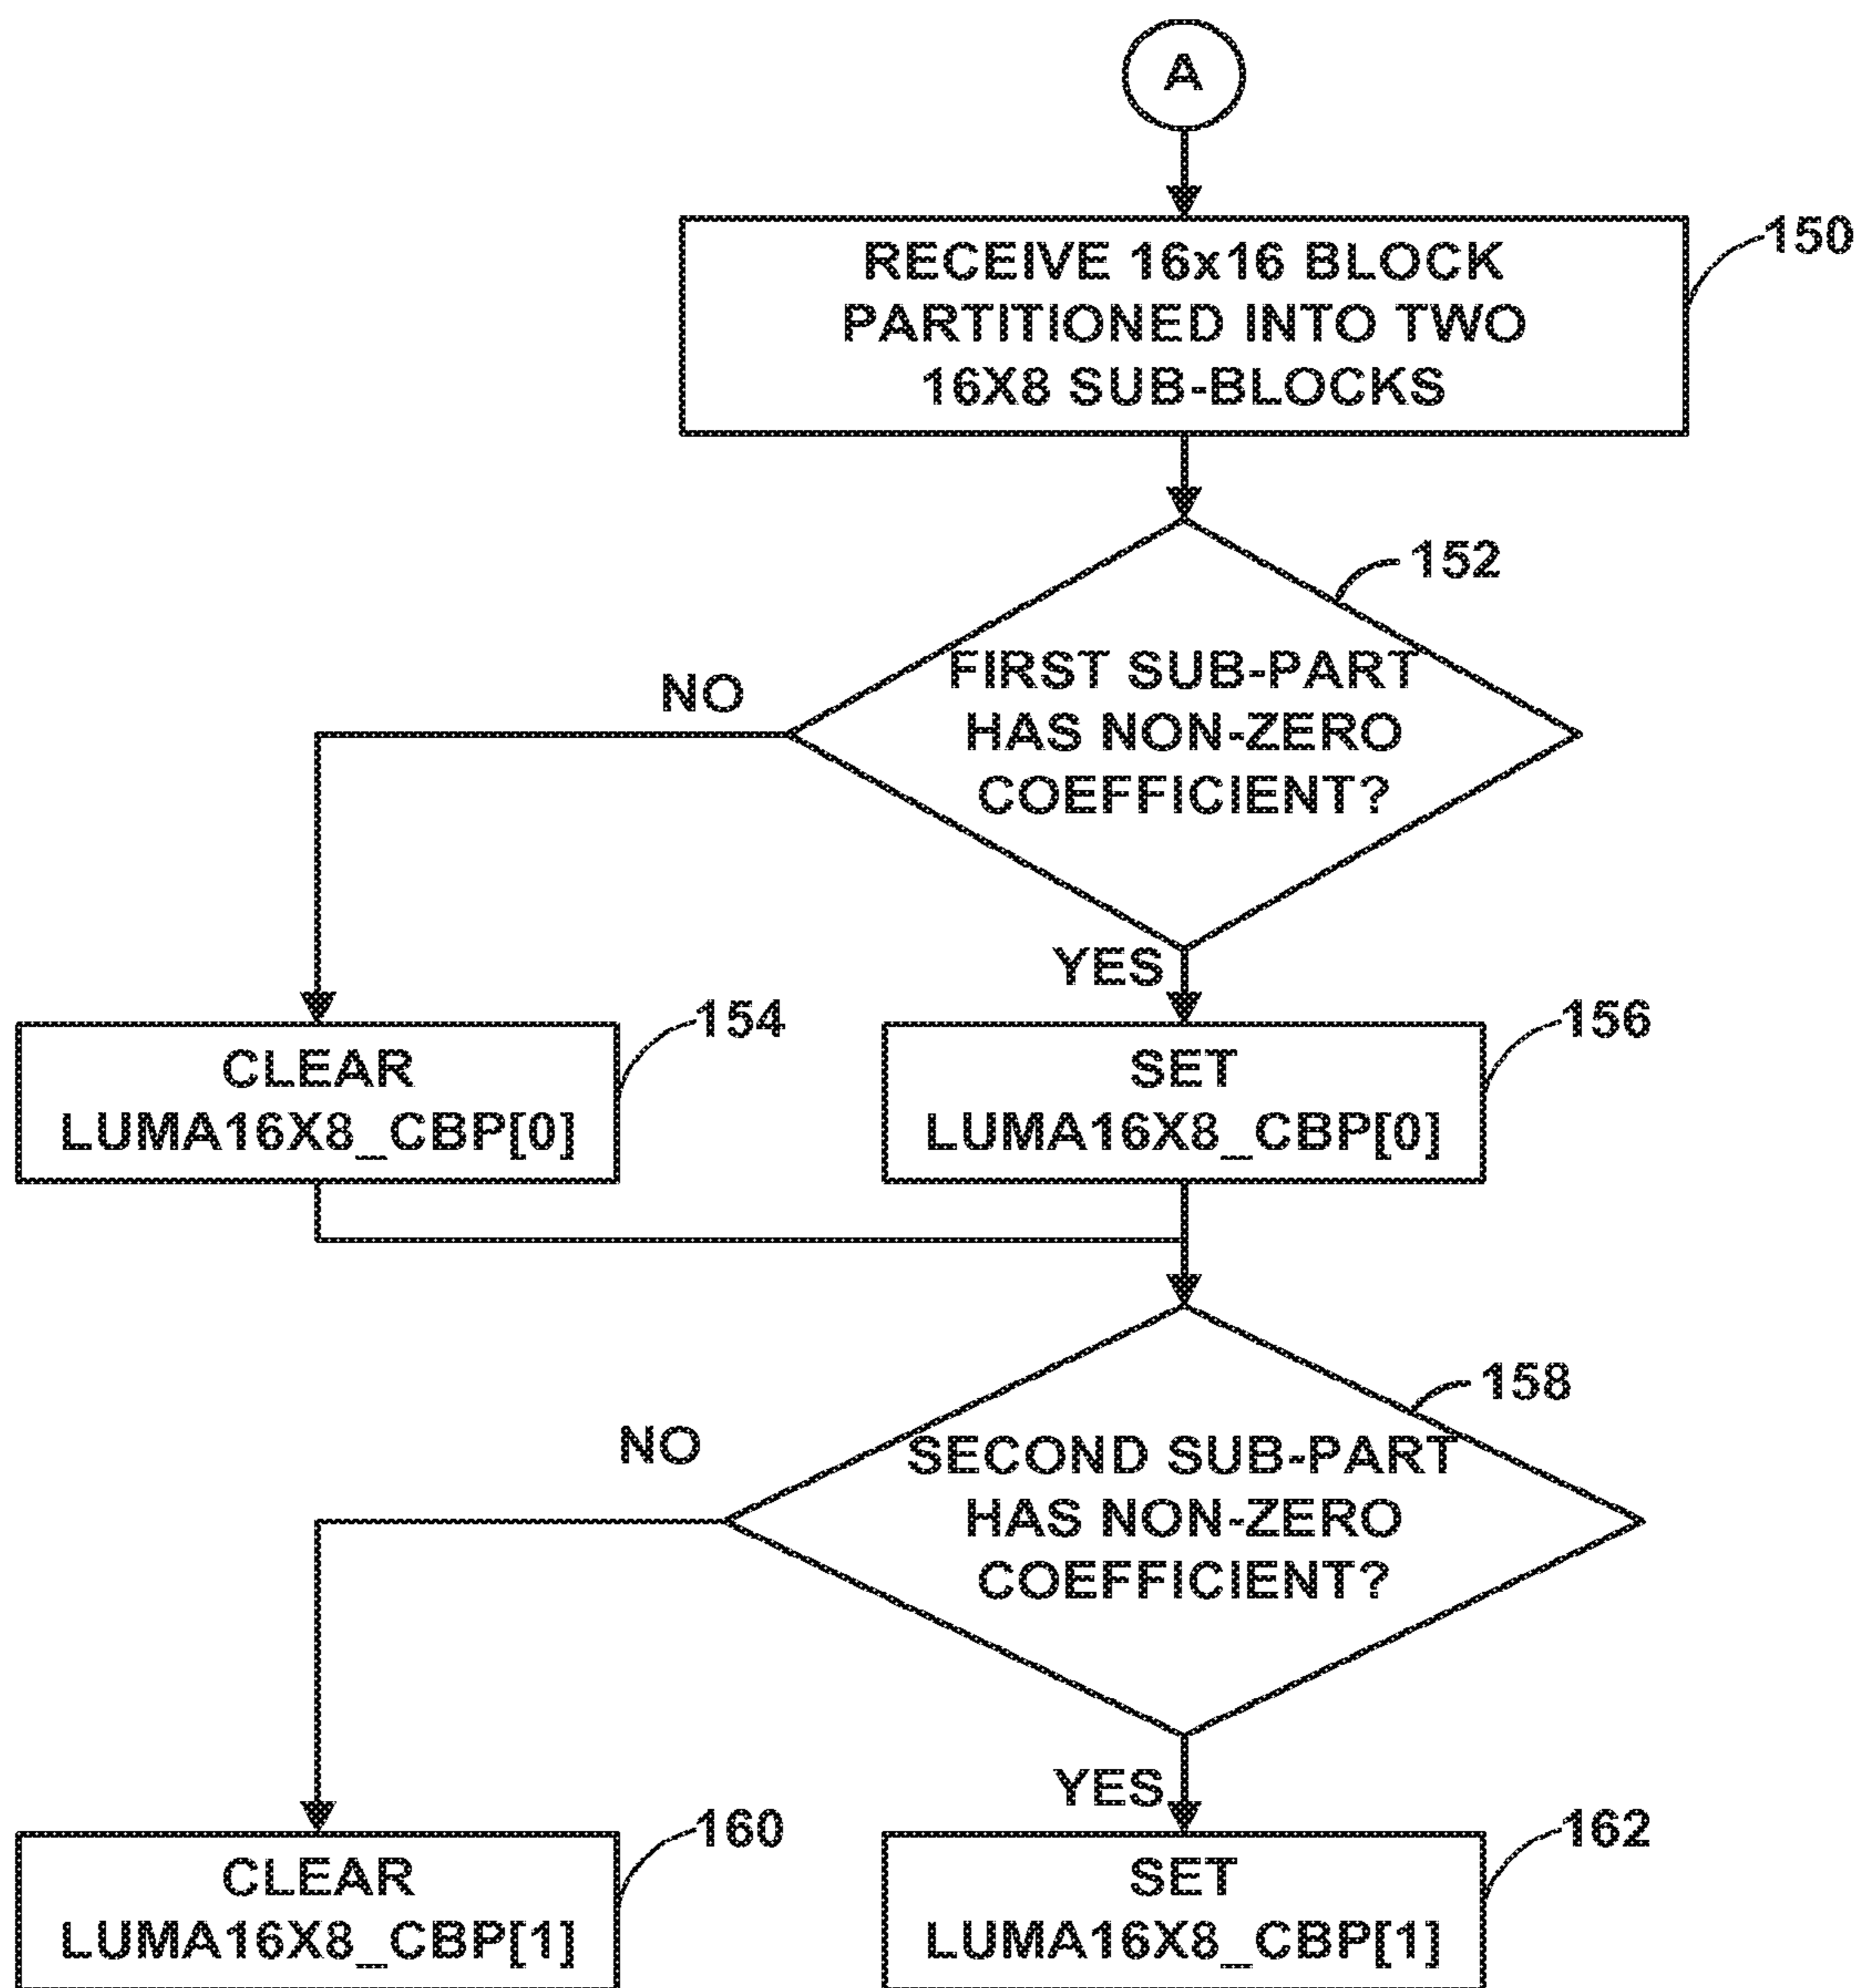 A
RECEIVE 16x16 BLOCK
PARTITIONED INTO TWO
16X8 SUB-BLOCKS
150
152
FIRST SUB-PART
HAS NON-ZERO
COEFFICIENT?
NO
YES
154
CLEAR
LUMA16X8_CBP[0]
156
SET
LUMA16X8_CBP[0]
158
SECOND SUB-PART
HAS NON-ZERO
COEFFICIENT?
NO
YES
160
CLEAR
LUMA16X8_CBP[1]
162
SET
LUMA16X8_CBP[1]